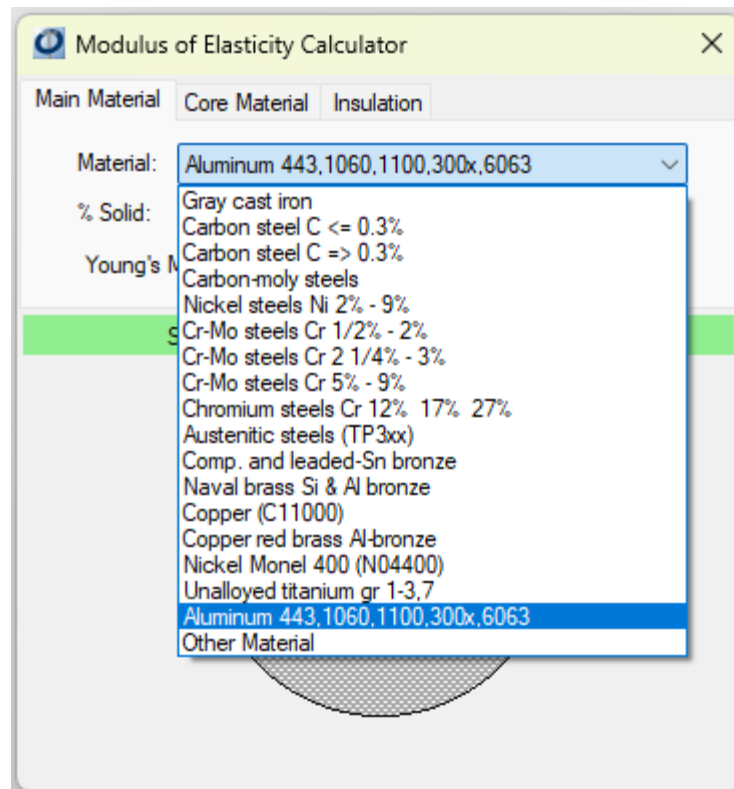 Modulus of Elasticity Calculator
Main Material Core Material Insulation
Material: Aluminum 443,1060,1100,300x,6063
% Solid:
Young's
Gray cast iron
Carbon steel C <= 0.3%
Carbon steel C => 0.3%
Carbon-moly steels
Nickel steels Ni 2% - 9%
Cr-Mo steels Cr 1/2% - 2%
Cr-Mo steels Cr 2 1/4% - 3%
Cr-Mo steels Cr 5% - 9%
Chromium steels Cr 12% 17% 27%
Austenitic steels (TP3xx)
Comp. and leaded-Sn bronze
Naval brass Si & Al bronze
Copper (C11000)
Copper red brass Al-bronze
Nickel Monel 400 (N04400)
Unalloyed titanium gr 1-3,7
Aluminum 443,1060,1100,300x,6063
Other Material